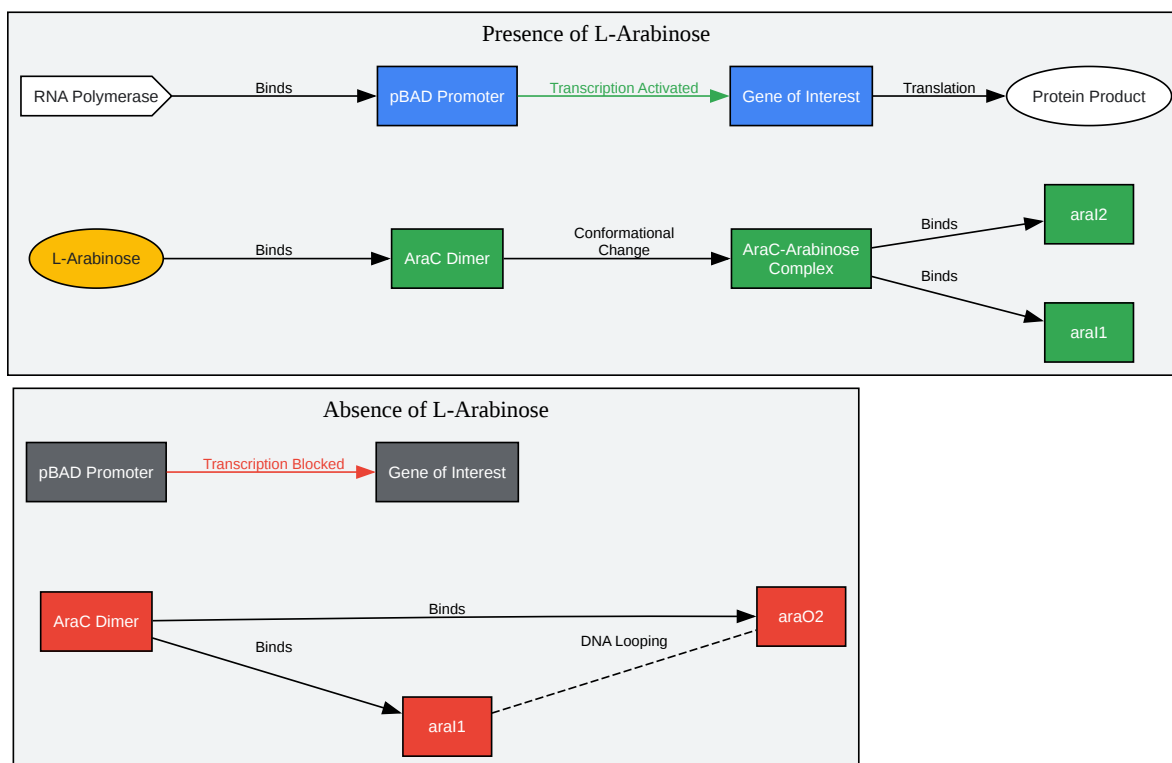 Presence of L-Arabinose
RNA Polymerase
Binds
pBAD Promoter
Transcription Activated
Gene of Interest
Translation
Protein Product
L-Arabinose
Binds
AraC Dimer
Conformational
Change
AraC-Arabinose
Complex
Binds
araI2
Binds
araI1
Absence of L-Arabinose
pBAD Promoter
Transcription Blocked
Gene of Interest
AraC Dimer
Binds
araO2
Binds
DNA Looping
araI1